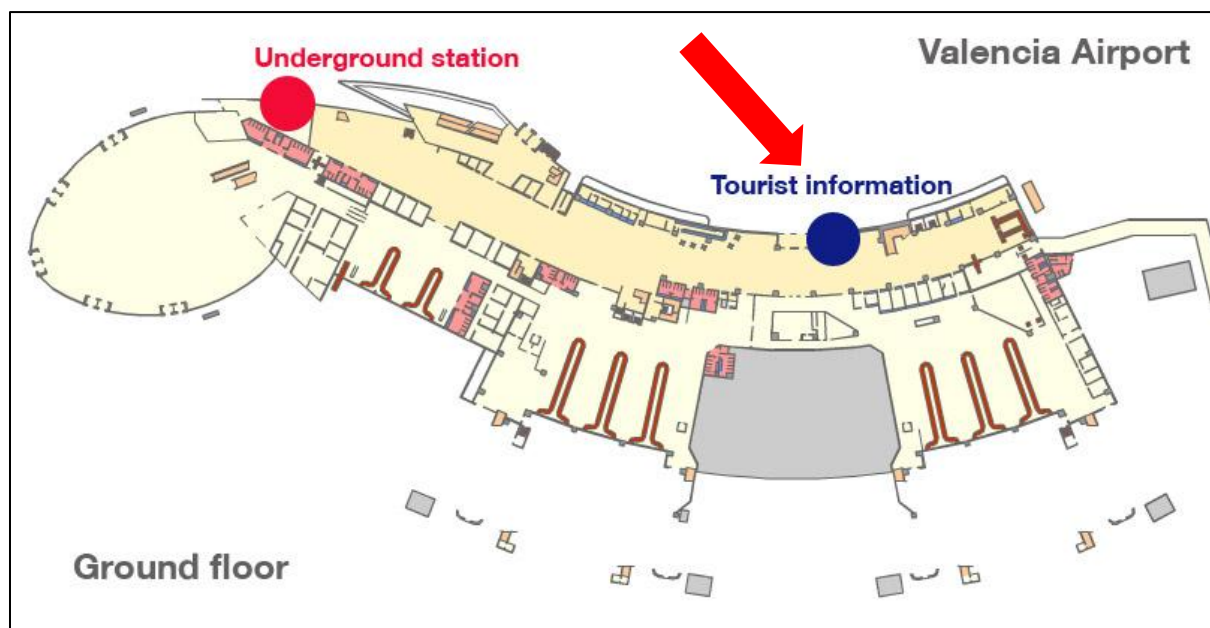 Underground station
Valencia Airport
Tourist information
Ground floor